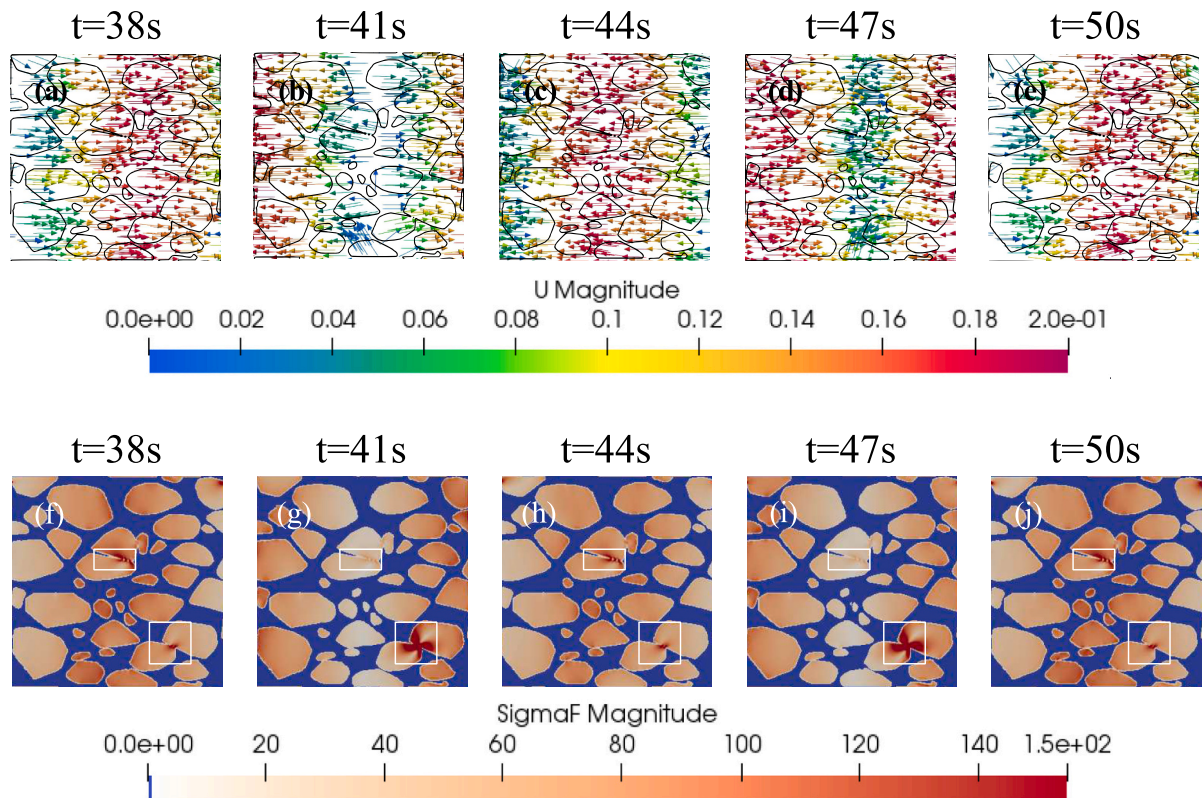 t=38s t=41s t=44s t=47s t=50s
(a) (b) (c) (d) (e)
U Magnitude
0.0e+00 0.02 0.04 0.06 0.08 0.1 0.12 0.14 0.16 0.18 2.0e-01
t=38s t=41s t=44s t=47s t=50s
(f) (g) (h) (i) (j)
SigmaF Magnitude
0.0e+00 20 40 60 80 100 120 140 1.5e+02